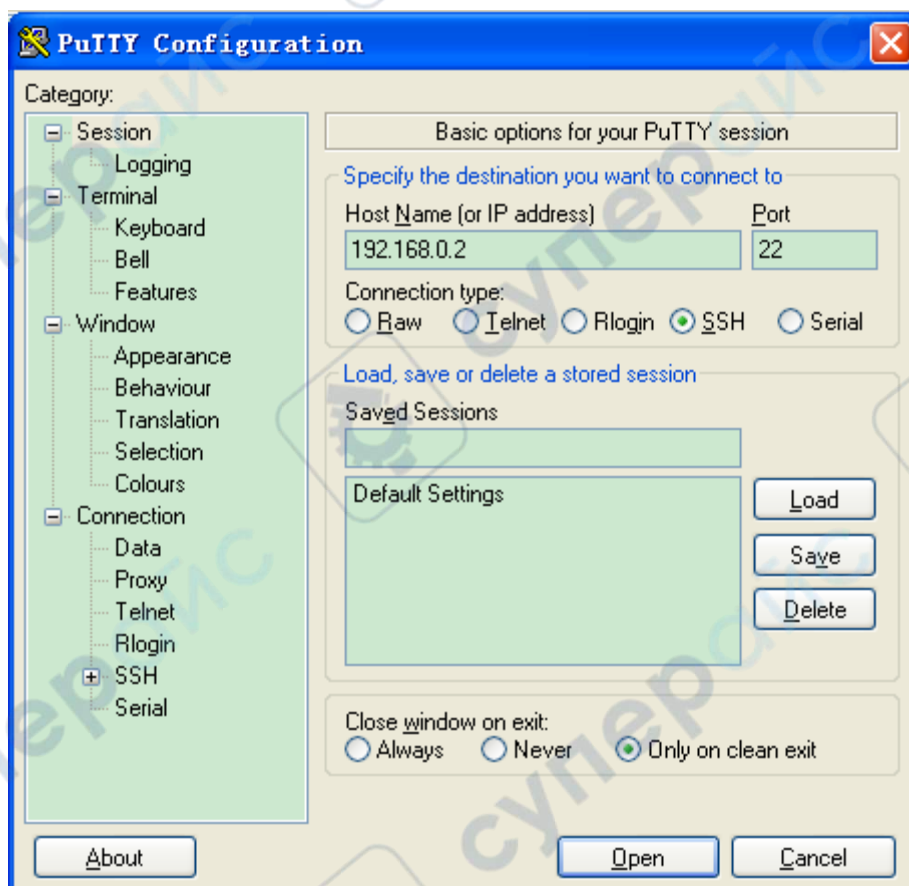 PuTTY Configuration
Category:
Session
Logging
Terminal
Keyboard
Bell
Features
Window
Appearance
Behaviour
Translation
Selection
Colours
Connection
Data
Proxy
Telnet
Rlogin
SSH
Serial
Basic options for your PuTTY session
Specify the destination you want to connect to
Host Name (or IP address) Port
192.168.0.2 22
Connection type:
Raw Telnet Rlogin SSH Serial
Load, save or delete a stored session
Saved Sessions
Default Settings
Load
Save
Delete
Close window on exit:
Always Never Only on clean exit
About Open Cancel
суперайс
суперайс
суперайс